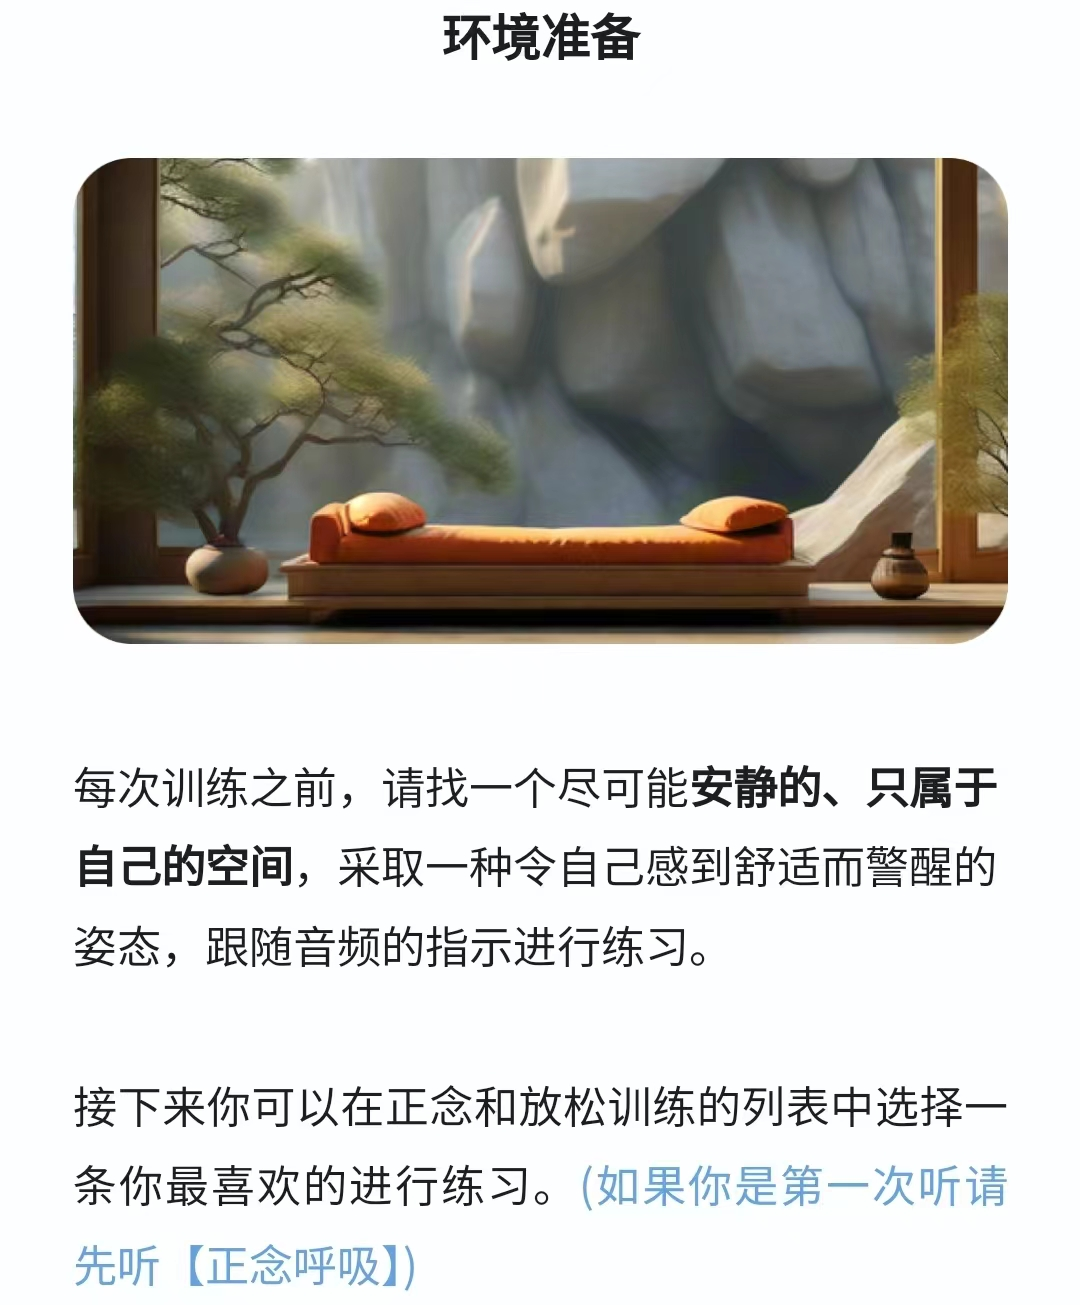 环境准备
每次训练之前，请找一个尽可能安静的、只属于
自己的空间，采取一种令自己感到舒适而警醒的
姿态，跟随音频的指示进行练习。
接下来你可以在正念和放松训练的列表中选择一
条你最喜欢的进行练习。(如果你是第一次听请
先听【正念呼吸】)